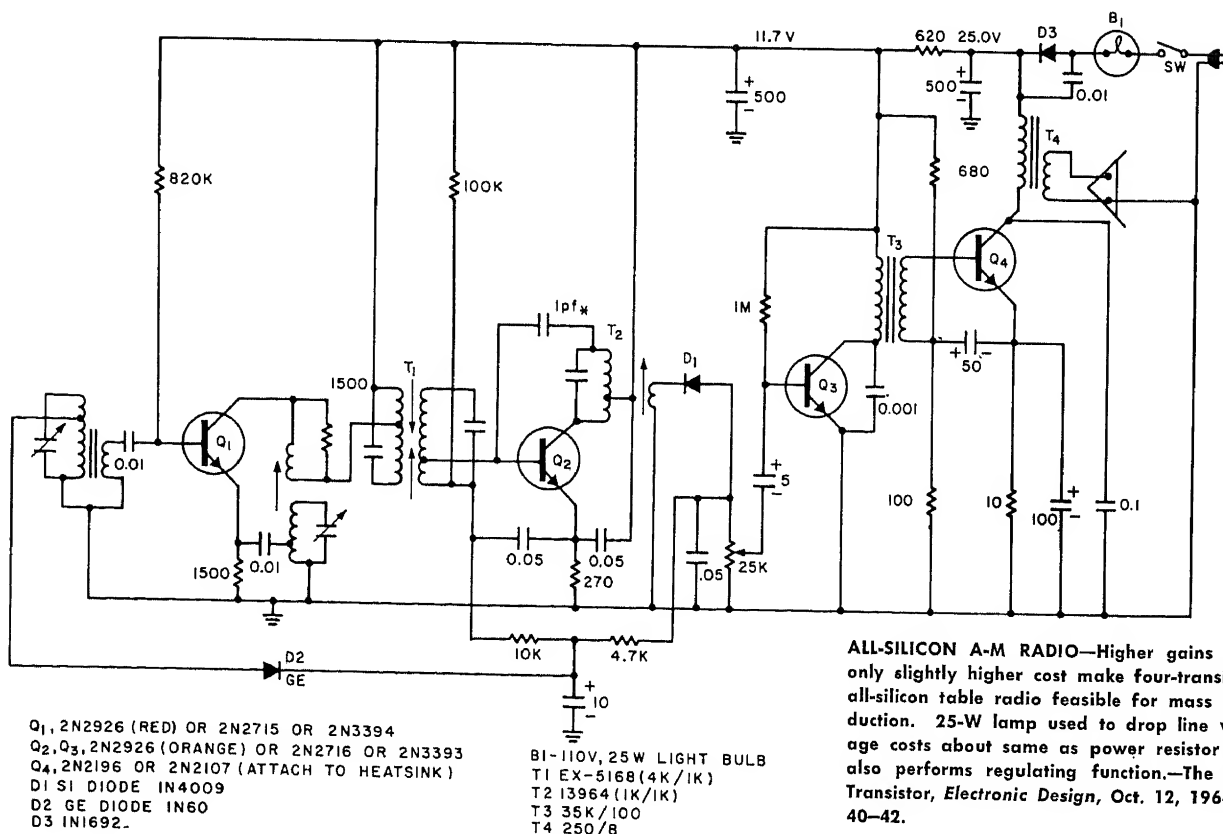 11.7 V
620
25.0V
D3
B1
SW
0.01
500
500
820K
100K
680
T4
T3
Q4
1pf*
T2
1M
T1
1500
D1
Q3
0.001
50
Q1
0.01
Q2
5
100
10
100
0.1
0.05
0.05
.05
25K
1500
0.01
270
10K
4.7K
D2
GE
10
Q1, 2N2926 (RED) OR 2N2715 OR 2N3394
Q2,Q3, 2N2926 (ORANGE) OR 2N2716 OR 2N3393
Q4, 2N2196 OR 2N2107 (ATTACH TO HEATSINK)
D1 SI DIODE IN4009
D2 GE DIODE IN60
D3 IN1692
B1-110V, 25W LIGHT BULB
T1 EX-5168 (4K/1K)
T2 13964 (1K/1K)
T3 35K/100
T4 250/8
ALL-SILICON A-M RADIO—Higher gains
only slightly higher cost make four-trans
all-silicon table radio feasible for mass
duction. 25-W lamp used to drop line v
age costs about same as power resistor
also performs regulating function.—The
Transistor, Electronic Design, Oct. 12, 196
40–42.